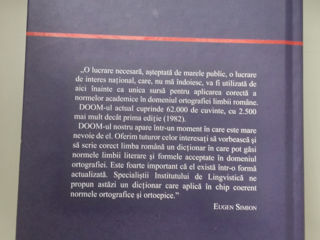 „O lucrare necesară, așteptată de marele public, o lucrare
de interes național, care, nu mă îndoiesc, va fi utilizată de
aici înainte ca unica sursă pentru aplicarea corectă a
normelor academice în domeniul ortografiei limbii române.
DOOM-ul actual cuprinde 62.000 de cuvinte, cu 2.500
mai mult decât prima ediție (1982).
DOOM-ul nostru apare într-un moment în care este mare
nevoie de el. Oferim tuturor celor interesați să vorbească și
să scrie corect limba română un dicționar în care pot găsi
normele limbii literare și formele acceptate în domeniul
ortografiei. Este foarte important că el există într-o formă
actualizată. Specialiștii Institutului de Lingvistică ne
propun astăzi un dicționar care aplică în chip coerent
normele ortografice și ortoepice.”
EUGEN SIMION